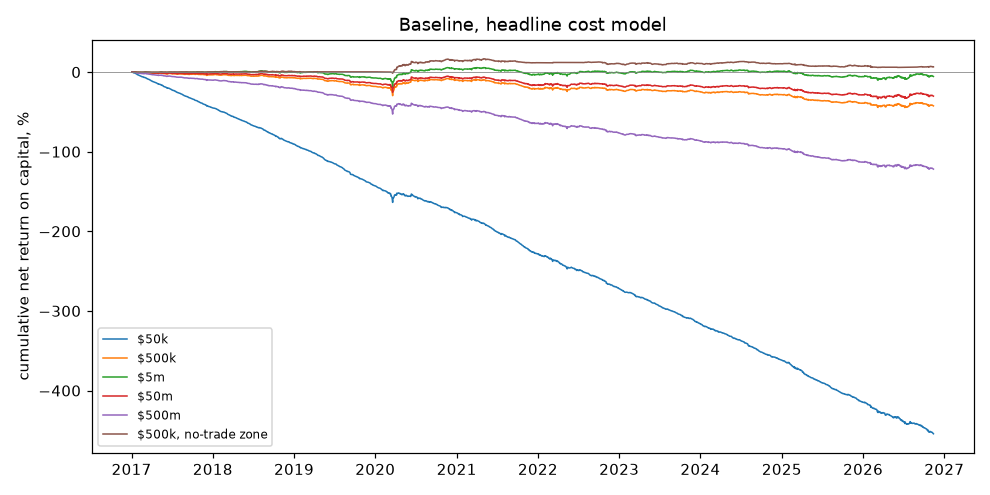 Baseline, headline cost model
cumulative net return on capital, %
0
−100
−200
−300
−400
$50k
$500k
$5m
$50m
$500m
$500k, no-trade zone
2017 2018 2019 2020 2021 2022 2023 2024 2025 2026 2027